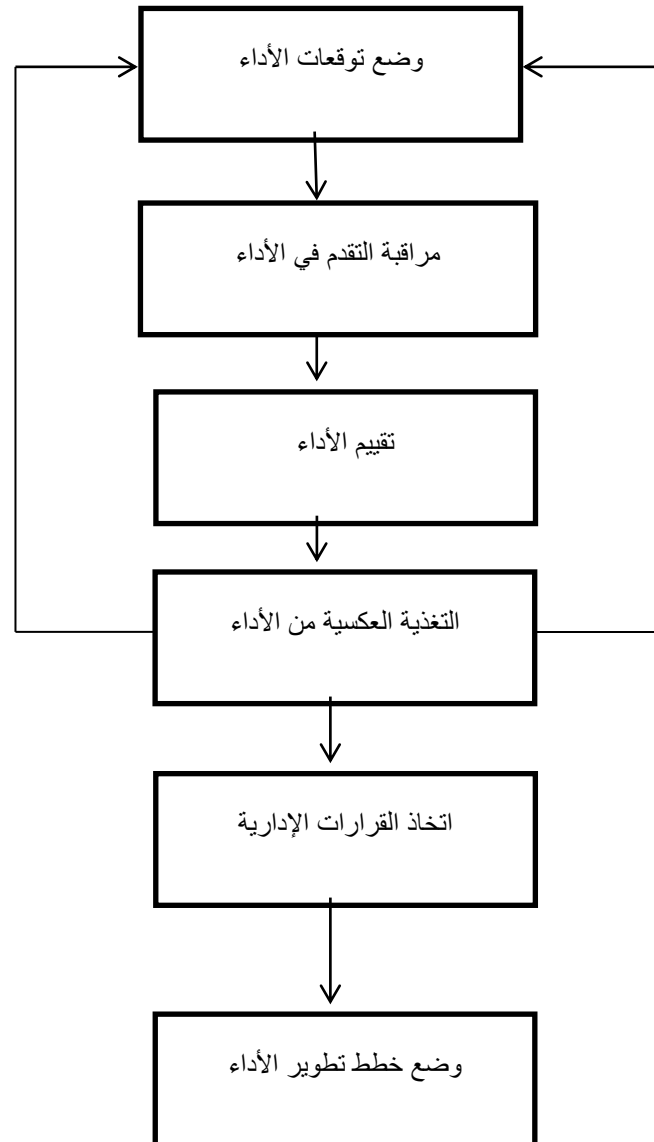 وضع توقعات الأداء
مراقبة التقدم في الأداء
تقييم الأداء
التغذية العكسية من الأداء
اتخاذ القرارات الإدارية
وضع خطط تطوير الأداء